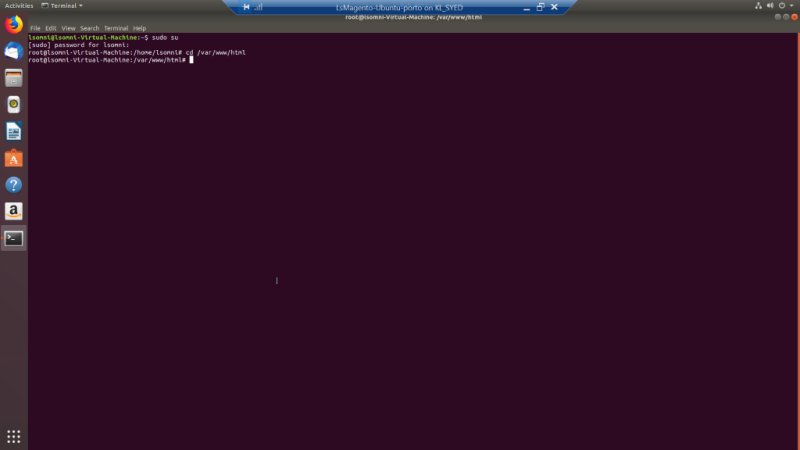 Activities
Terminal
LsMagento-Ubuntu-porto on KL_SYED
root@lsomni-Virtual-Machine: /var/www/html
File Edit View Search Terminal Help
lsomni@lsomni-Virtual-Machine:~$ sudo su
[sudo] password for lsomni:
root@lsomni-Virtual-Machine:/home/lsomni# cd /var/www/html
root@lsomni-Virtual-Machine:/var/www/html#